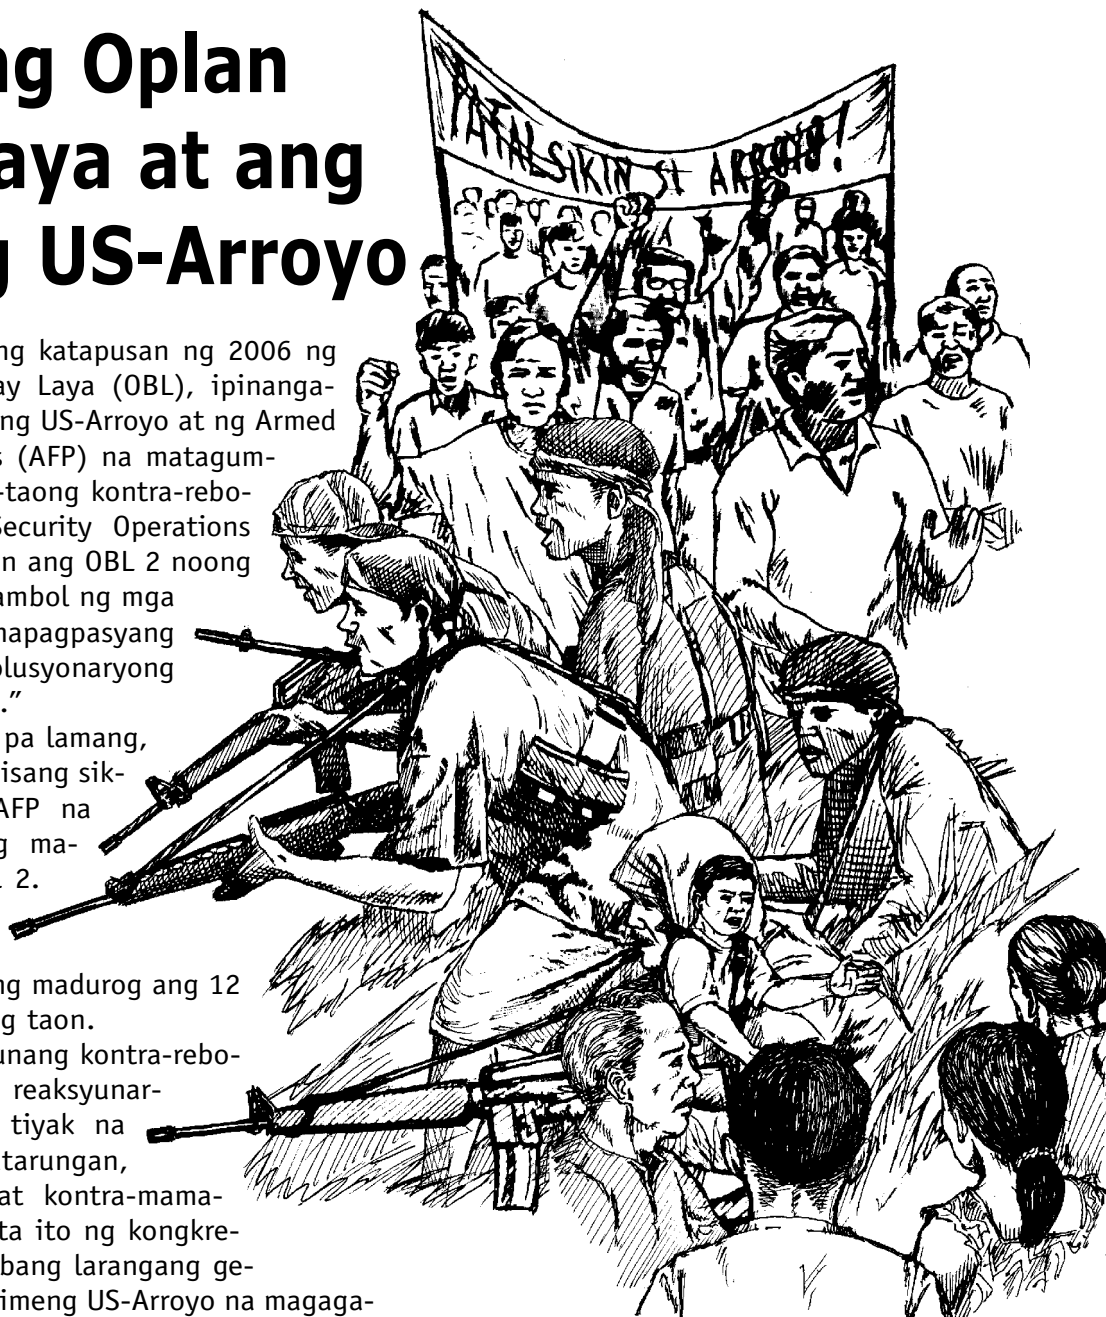 ng Oplan
aya at ang
g US-Arroyo
PATALSIKIN SI ARROYO!
ng katapusan ng 2006 ng
ay Laya (OBL), ipinanga-
ng US-Arroyo at ng Armed
s (AFP) na matagum-
-taong kontra-rebo-
Security Operations
n ang OBL 2 noong
ambol ng mga
mapagpasyang
olusyonaryong
.”
pa lamang,
isang sik-
AFP na
g ma-
2.
ng madurog ang 12
g taon.
unang kontra-rebo-
reaksyunar-
tiyak na
tarungan,
at kontra-mama-
ta ito ng kongkre-
bang larangang ge-
imeng US-Arroyo na magaga-